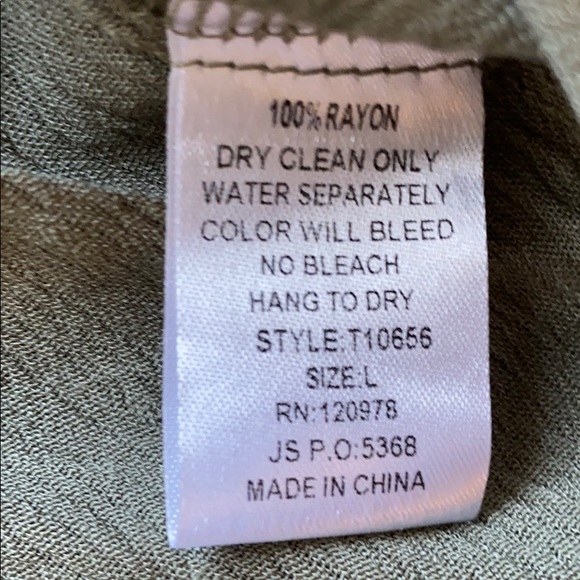 100% RAYON
DRY CLEAN ONLY
WATER SEPARATELY
COLOR WILL BLEED
NO BLEACH
HANG TO DRY
STYLE:T10656
SIZE:L
RN:120978
JS P.O:5368
MADE IN CHINA